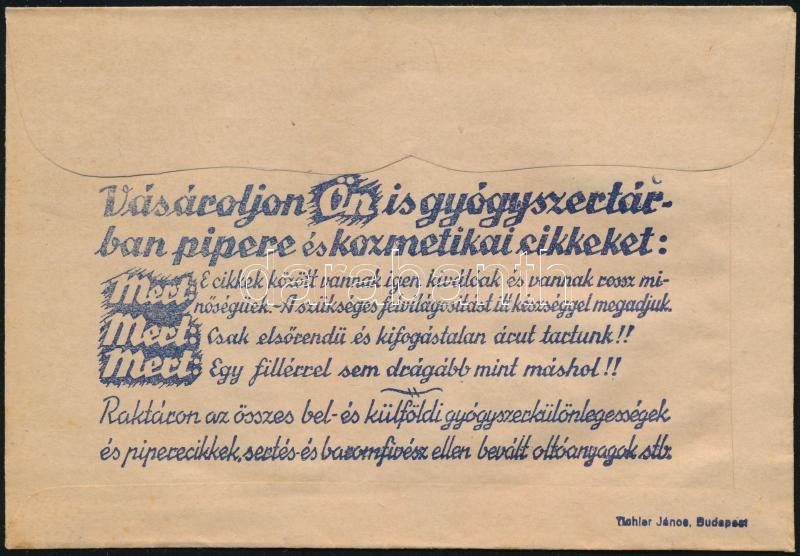 Vásároljon Ön is gyógyszertár-
ban pipere és kozmetikai cikkeket:
Mert: E cikkek között vannak igen kiválóak és vannak rossz mi-
nőségüek. - A szükséges felvilágositást itt készséggel megadjuk.
Mert: Csak elsőrendü és kifogástalan árut tartunk!!
Mert: Egy fillérrel sem drágább mint máshol!!
Raktáron az összes bel- és külföldi gyógyszerkülönlegességek
és piperecikkek, sertés- és baromfivész ellen bevált oltóanyagok stb.
darabanth
János, Budapest